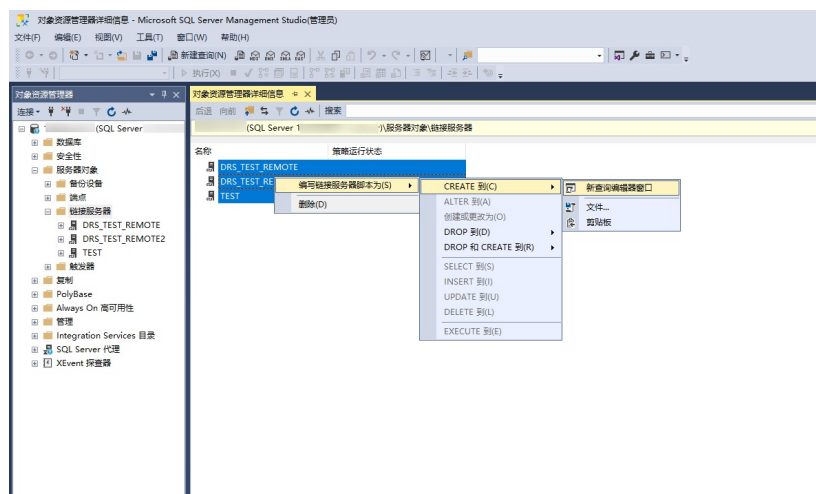 对象资源管理器详细信息 - Microsoft SQL Server Management Studio(管理员)
文件(F) 编辑(E) 视图(V) 工具(T) 窗口(W) 帮助(H)
新建查询(N)
执行(X)
对象资源管理器
对象资源管理器详细信息
连接
后退 向前 搜索
(SQL Server
(SQL Server 1 )\服务器对象\链接服务器
数据库
安全性
服务器对象
备份设备
端点
链接服务器
DRS_TEST_REMOTE
DRS_TEST_REMOTE2
TEST
触发器
复制
PolyBase
Always On 高可用性
管理
Integration Services 目录
SQL Server 代理
XEvent 探查器
名称 策略运行状态
DRS_TEST_REMOTE
DRS_TEST_RE
TEST
编写链接服务器脚本为(S)
删除(D)
CREATE 到(C)
ALTER 到(A)
创建或更改为(O)
DROP 到(D)
DROP 和 CREATE 到(R)
SELECT 到(S)
INSERT 到(I)
UPDATE 到(U)
DELETE 到(L)
EXECUTE 到(E)
新查询编辑器窗口
文件...
剪贴板